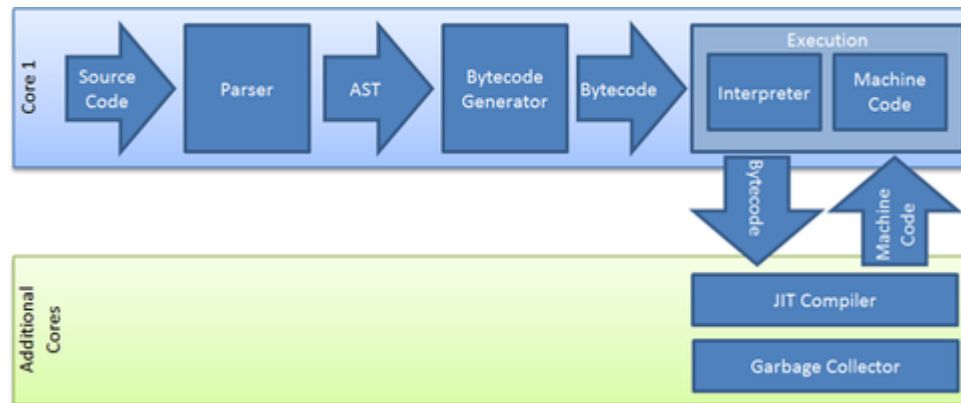 Core 1
Source
Code
Parser
AST
Bytecode
Generator
Bytecode
Execution
Interpreter
Machine
Code
Bytecode
Machine
Code
Additional
Cores
JIT Compiler
Garbage Collector